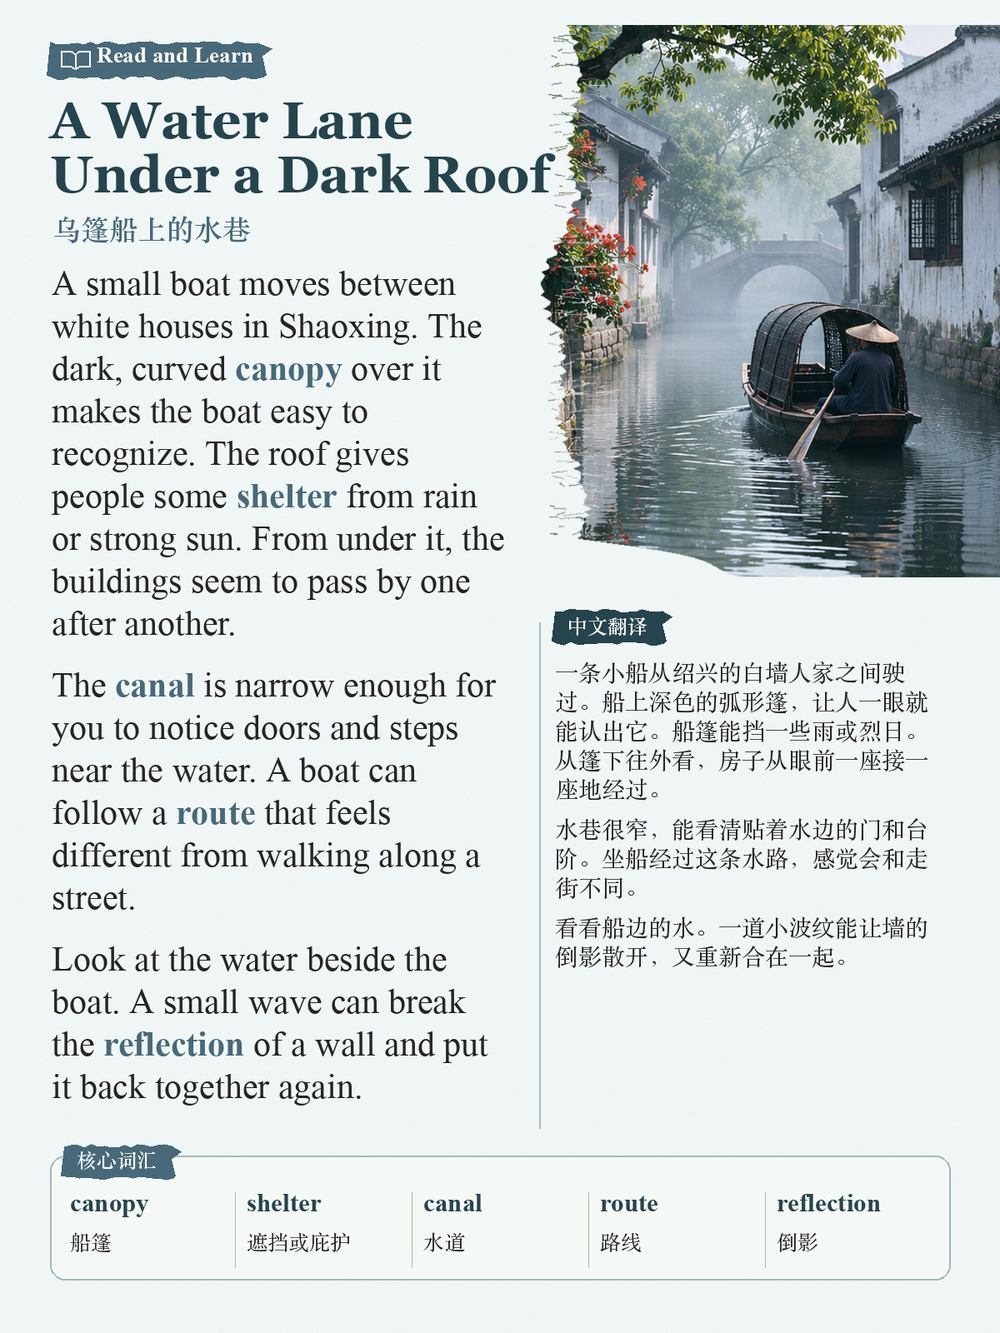 Read and Learn
A Water Lane
Under a Dark Roof
乌篷船上的水巷
A small boat moves between
white houses in Shaoxing. The
dark, curved canopy over it
makes the boat easy to
recognize. The roof gives
people some shelter from rain
or strong sun. From under it, the
buildings seem to pass by one
after another.
The canal is narrow enough for
you to notice doors and steps
near the water. A boat can
follow a route that feels
different from walking along a
street.
Look at the water beside the
boat. A small wave can break
the reflection of a wall and put
it back together again.
中文翻译
一条小船从绍兴的白墙人家之间驶
过。船上深色的弧形篷，让人一眼就
能认出它。船篷能挡一些雨或烈日。
从篷下往外看，房子从眼前一座接一
座地经过。
水巷很窄，能看清贴着水边的门和台
阶。坐船经过这条水路，感觉会和走
街不同。
看看船边的水。一道小波纹能让墙的
倒影散开，又重新合在一起。
核心词汇
canopy
船篷
shelter
遮挡或庇护
canal
水道
route
路线
reflection
倒影